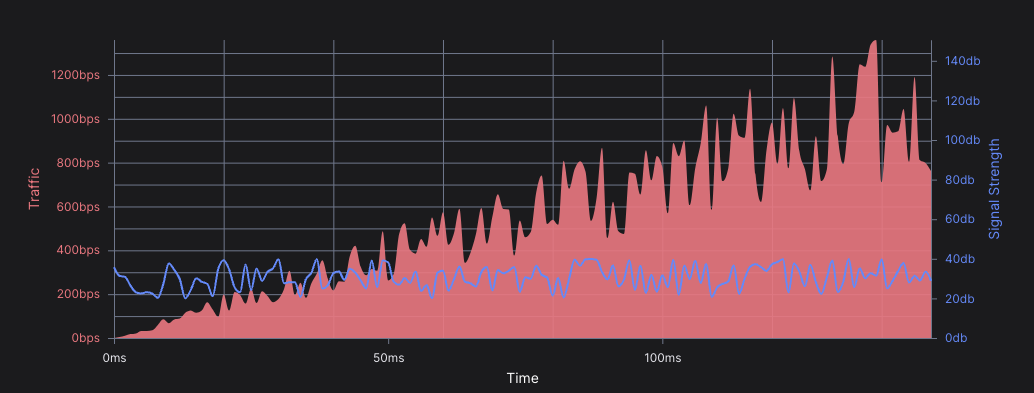 1200bps
1000bps
800bps
600bps
400bps
200bps
0bps
Traffic
140db
120db
100db
80db
60db
40db
20db
0db
Signal Strength
0ms 50ms 100ms
Time